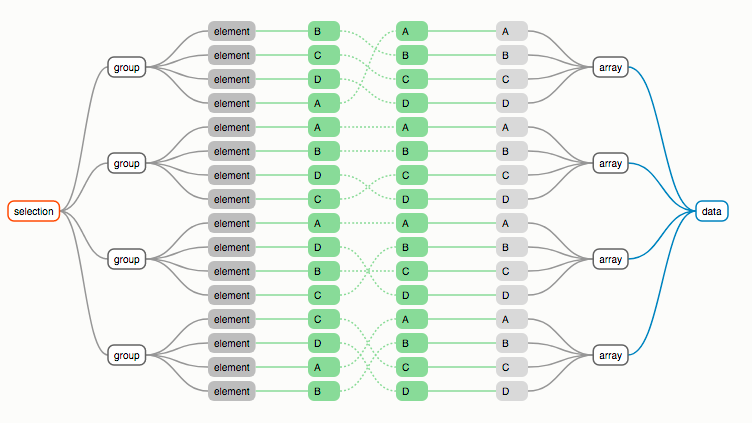 element B A A
group element C B B array
element D C C
element A D D
element A A A
group element B B B array
element D C C
element C D D
selection data
element A A A
element D B B
group array
element B C C
element C D D
element C A A
element D B B
group array
element A C C
element B D D